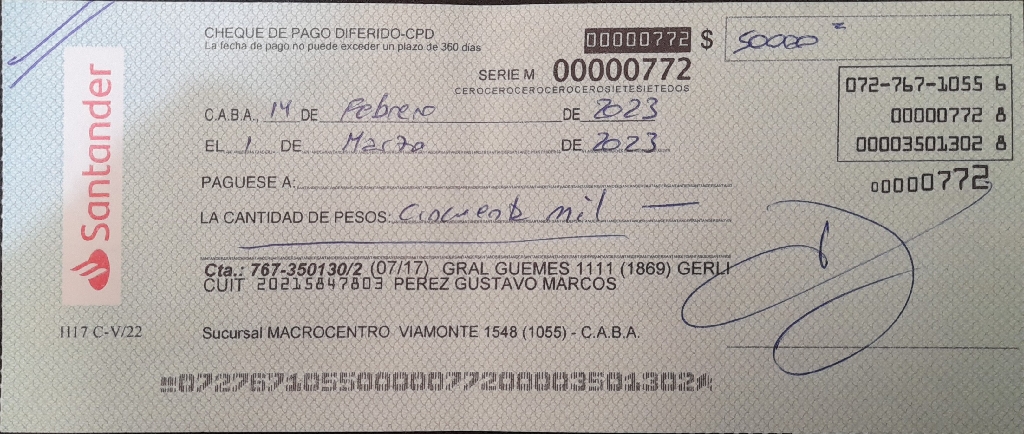 CHEQUE DE PAGO DIFERIDO-CPD
La fecha de pago no puede exceder un plazo de 360 días
00000772 $ 50000 =
SERIE M 00000772
CEROCEROCEROCEROCEROSIETESIETEDOS
072-767-1055 6
00000772 8
00003501302 8
00000772
C.A.B.A., 14 DE Febrero DE 2023
EL 1 DE Marzo DE 2023
PAGUESE A:
LA CANTIDAD DE PESOS: Cincuenta mil —
Santander
Cta.: 767-350130/2 (07/17) GRAL GUEMES 1111 (1869) GERLI
CUIT 20215847803 PEREZ GUSTAVO MARCOS
H17 C-V/22
Sucursal MACROCENTRO VIAMONTE 1548 (1055) - C.A.B.A.
07276710550000077200003501302